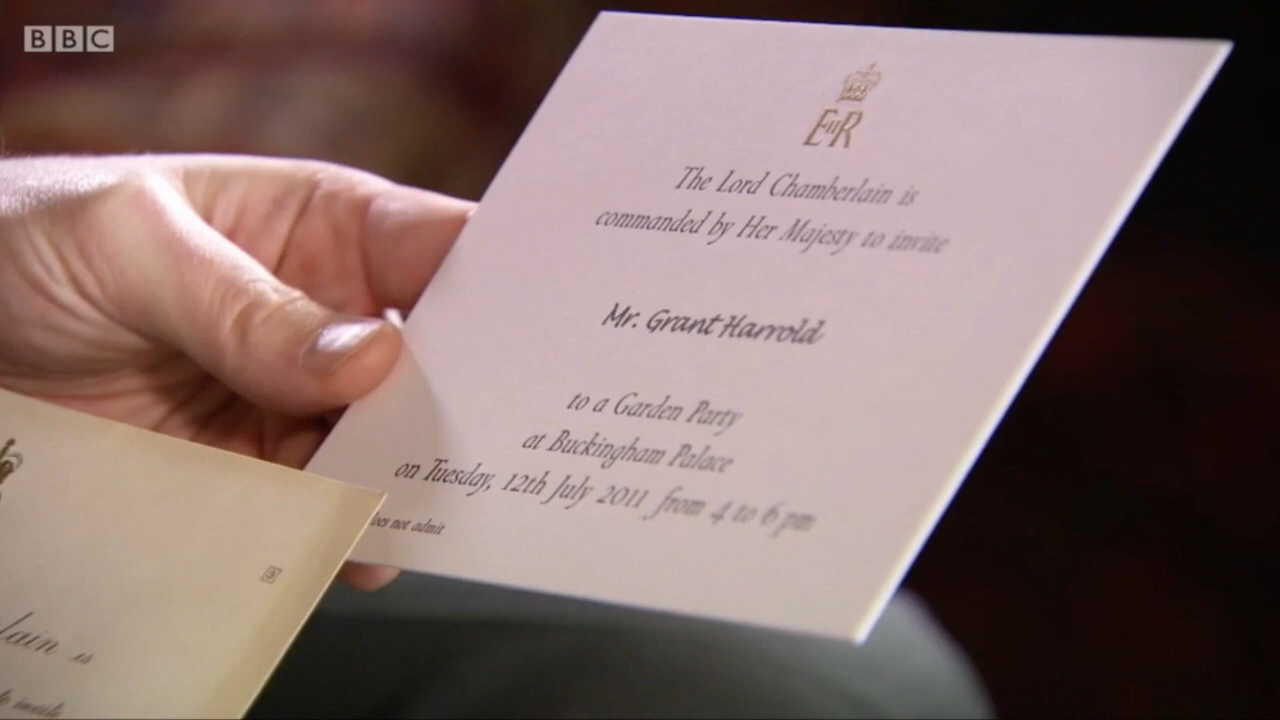 BBC
EIIR
The Lord Chamberlain is
commanded by Her Majesty to invite
Mr. Grant Harrold
to a Garden Party
at Buckingham Palace
on Tuesday, 12th July 2011 from 4 to 6 pm
oes not admit
3
lain is